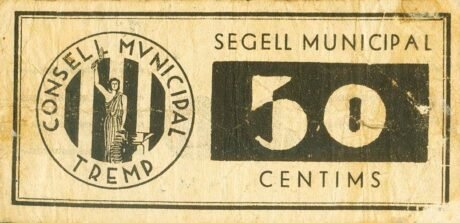 CONSELL MVNICIPAL
TREMP
SEGELL MUNICIPAL
50
CENTIMS